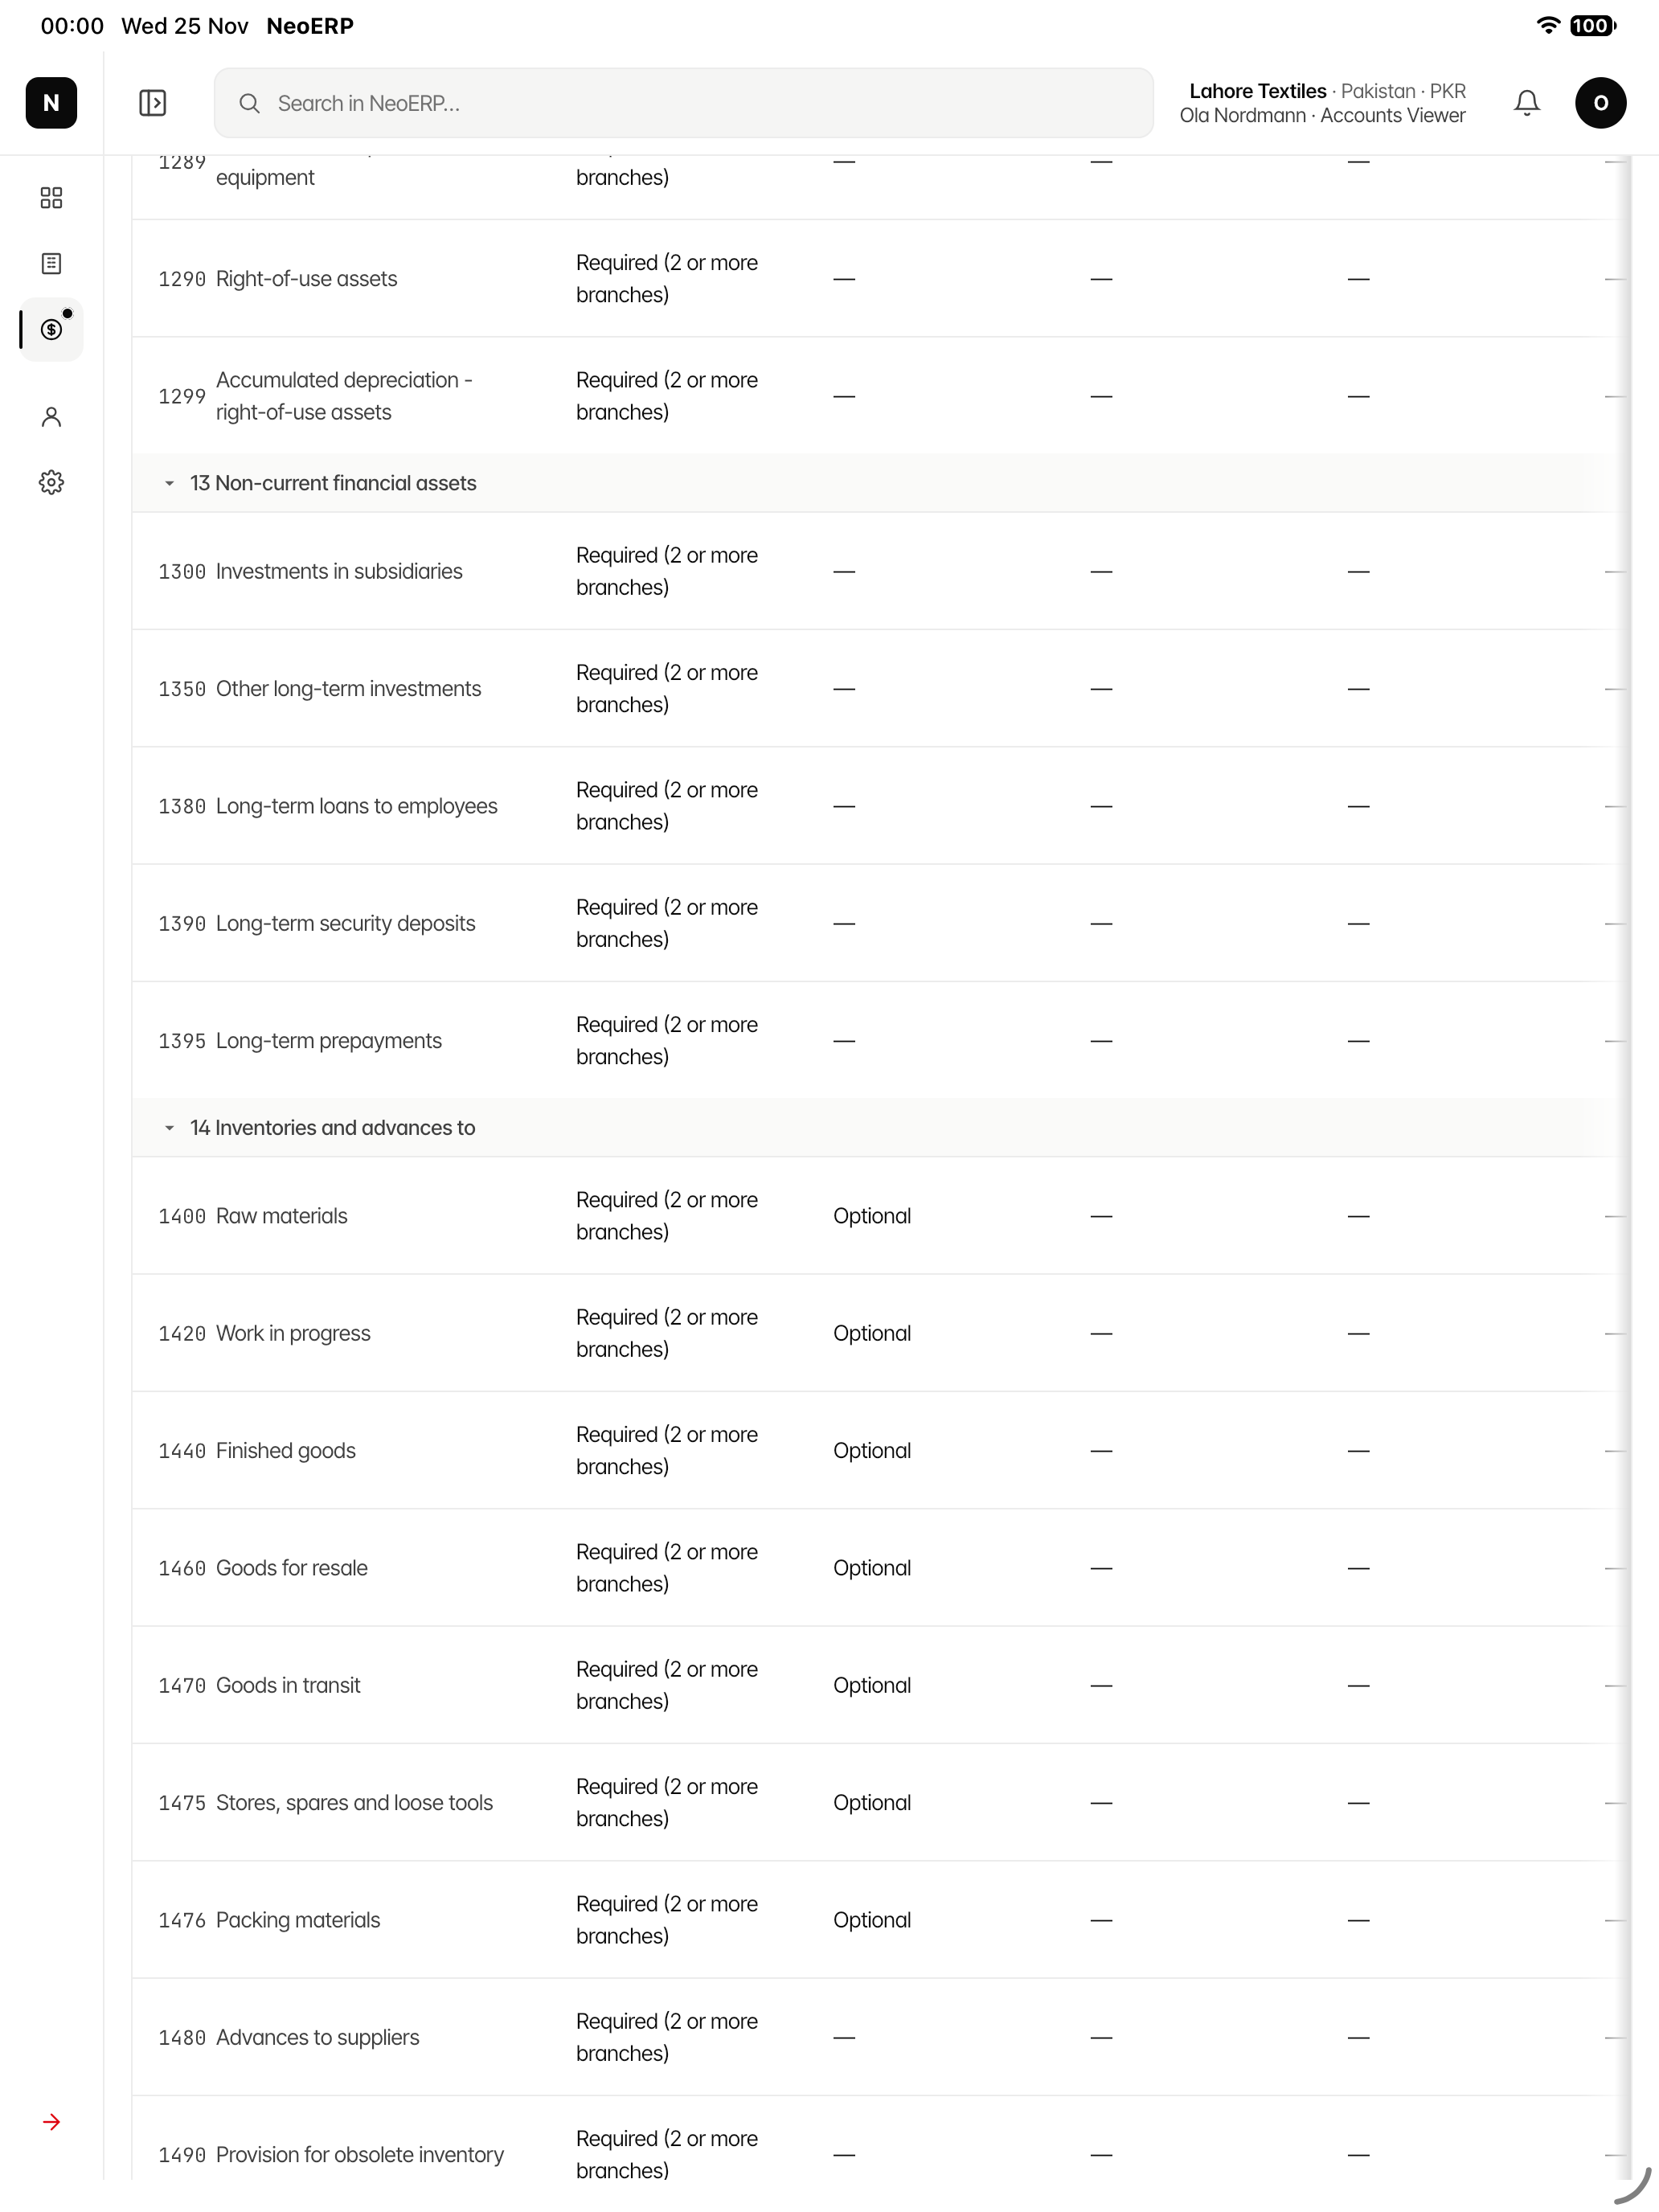 00:00 Wed 25 Nov NeoERP
100
N
Search in NeoERP...
Lahore Textiles · Pakistan · PKR
Ola Nordmann · Accounts Viewer
O
1289 equipment branches) — — — —
1290 Right-of-use assets Required (2 or more branches) — — — —
1299 Accumulated depreciation - right-of-use assets Required (2 or more branches) — — — —
13 Non-current financial assets
1300 Investments in subsidiaries Required (2 or more branches) — — — —
1350 Other long-term investments Required (2 or more branches) — — — —
1380 Long-term loans to employees Required (2 or more branches) — — — —
1390 Long-term security deposits Required (2 or more branches) — — — —
1395 Long-term prepayments Required (2 or more branches) — — — —
14 Inventories and advances to
1400 Raw materials Required (2 or more branches) Optional — — —
1420 Work in progress Required (2 or more branches) Optional — — —
1440 Finished goods Required (2 or more branches) Optional — — —
1460 Goods for resale Required (2 or more branches) Optional — — —
1470 Goods in transit Required (2 or more branches) Optional — — —
1475 Stores, spares and loose tools Required (2 or more branches) Optional — — —
1476 Packing materials Required (2 or more branches) Optional — — —
1480 Advances to suppliers Required (2 or more branches) — — — —
1490 Provision for obsolete inventory Required (2 or more branches) — — — —